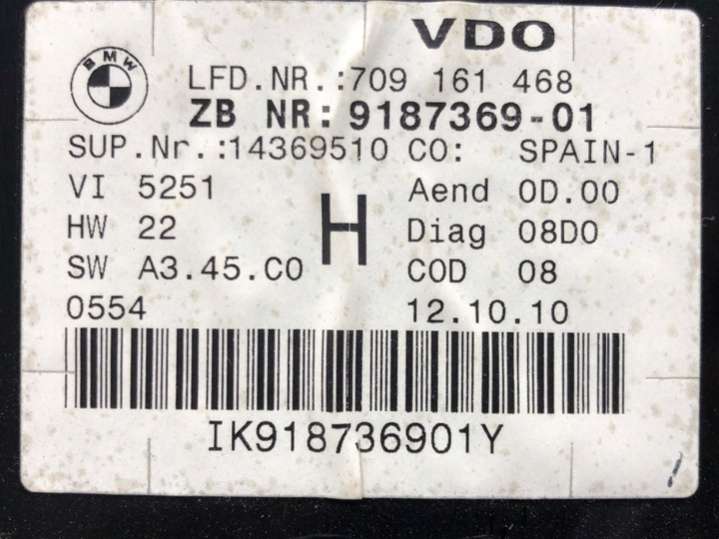 VDO
BMW
LFD.NR.:709 161 468
ZB NR: 9187369-01
SUP.Nr.:14369510 CO: SPAIN-1
VI 5251 Aend 0D.00
HW 22 H Diag 08D0
SW A3.45.C0 COD 08
0554 12.10.10
IK918736901Y